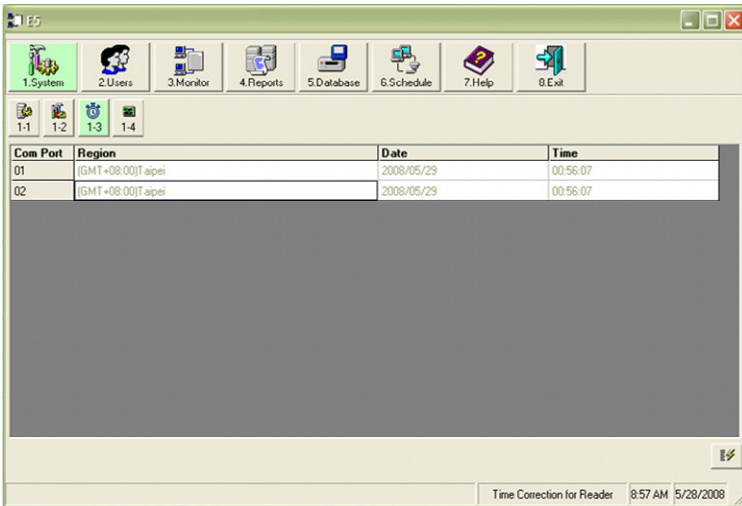 E5
1.System 2.Users 3.Monitor 4.Reports 5.Database 6.Schedule 7.Help 8.Exit
1-1 1-2 1-3 1-4
Com Port Region Date Time
01 (GMT+08:00)Taipei 2008/05/29 00:56:07
02 (GMT+08:00)Taipei 2008/05/29 00:56:07
Time Correction for Reader 8:57 AM 5/28/2008